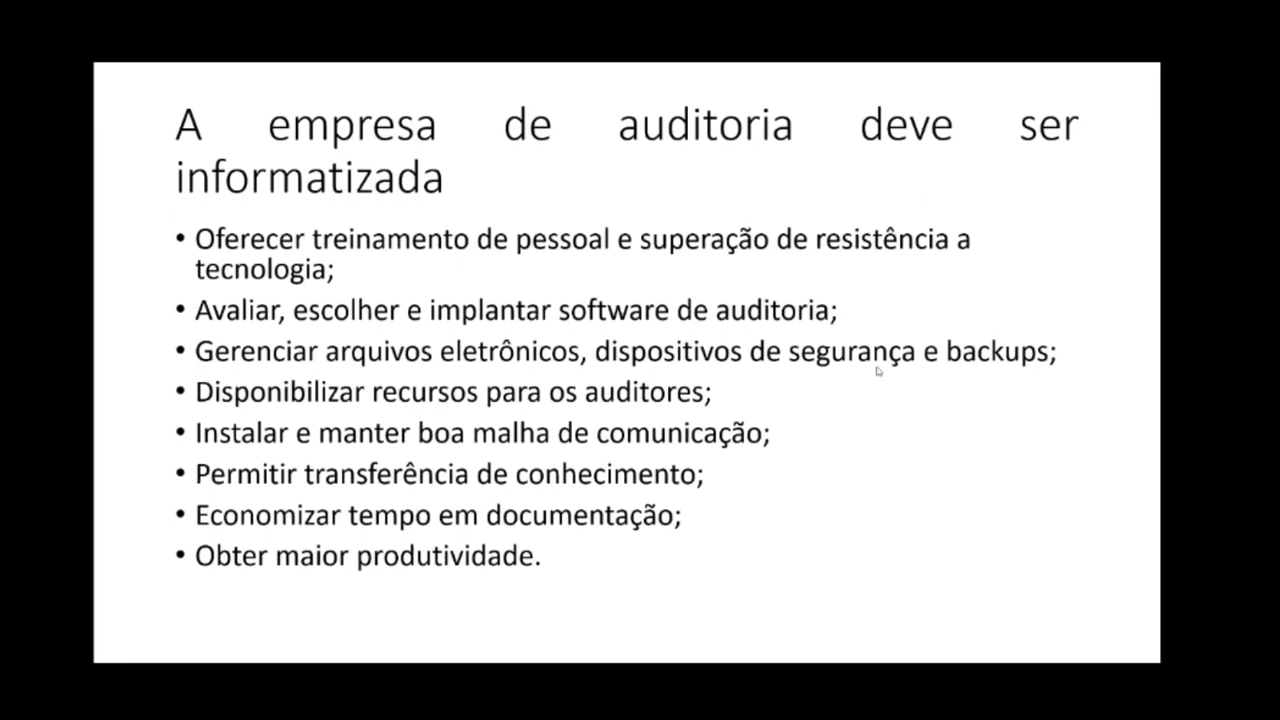 A empresa de auditoria deve ser
informatizada
• Oferecer treinamento de pessoal e superação de resistência a
tecnologia;
• Avaliar, escolher e implantar software de auditoria;
• Gerenciar arquivos eletrônicos, dispositivos de segurança e backups;
• Disponibilizar recursos para os auditores;
• Instalar e manter boa malha de comunicação;
• Permitir transferência de conhecimento;
• Economizar tempo em documentação;
• Obter maior produtividade.